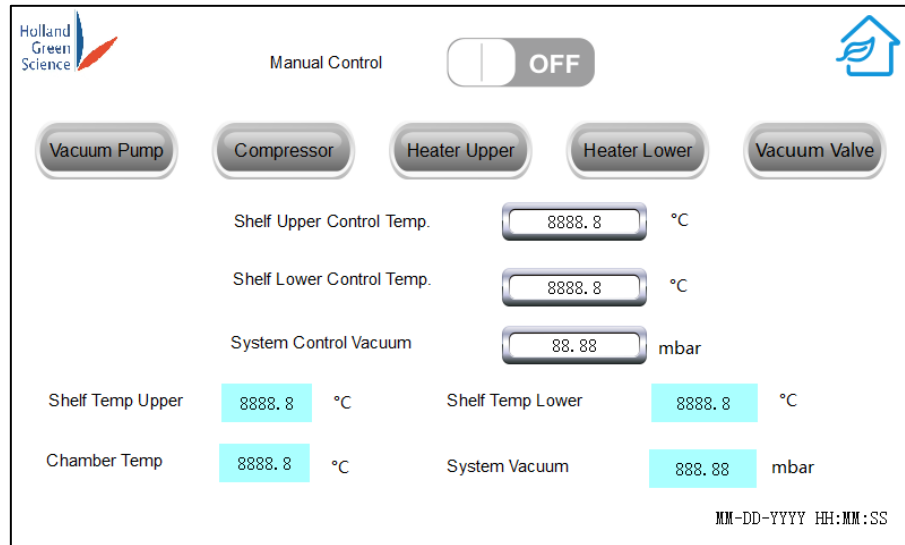 Holland
Green
Science
Manual Control
OFF
Vacuum Pump
Compressor
Heater Upper
Heater Lower
Vacuum Valve
Shelf Upper Control Temp. 8888.8 °C
Shelf Lower Control Temp. 8888.8 °C
System Control Vacuum 88.88 mbar
Shelf Temp Upper 8888.8 °C
Shelf Temp Lower 8888.8 °C
Chamber Temp 8888.8 °C
System Vacuum 888.88 mbar
MM-DD-YYYY HH:MM:SS